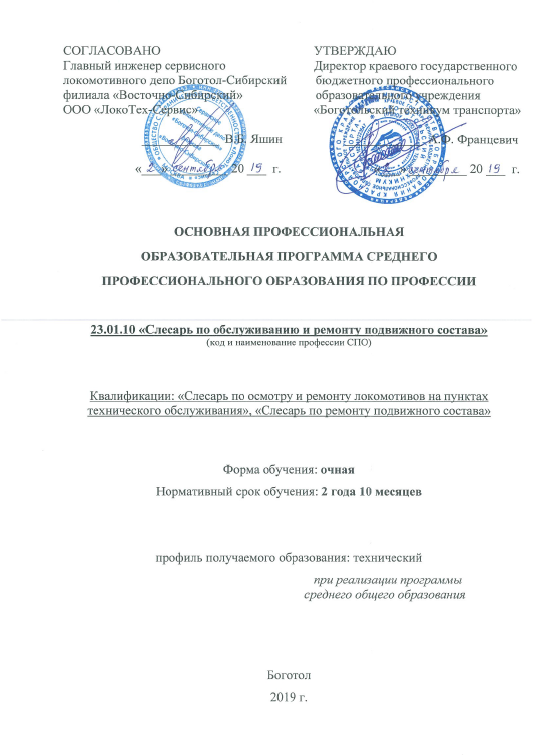 СОГЛАСОВАНО
Главный инженер сервисного
локомотивного депо Боготол-Сибирский
филиала «Восточно-Сибирский»
ООО «ЛокоТех-Сервис»
В.В. Яшин
« 2 » сентября 20 19 г.
УТВЕРЖДАЮ
Директор краевого государственного
бюджетного профессионального
образовательного учреждения
«Боготольский техникум транспорта»
А.Ф. Францевич
сентября 20 19 г.
ОСНОВНАЯ ПРОФЕССИОНАЛЬНАЯ
ОБРАЗОВАТЕЛЬНАЯ ПРОГРАММА СРЕДНЕГО
ПРОФЕССИОНАЛЬНОГО ОБРАЗОВАНИЯ ПО ПРОФЕССИИ
23.01.10 «Слесарь по обслуживанию и ремонту подвижного состава»
(код и наименование профессии СПО)
Квалификации: «Слесарь по осмотру и ремонту локомотивов на пунктах
технического обслуживания», «Слесарь по ремонту подвижного состава»
Форма обучения: очная
Нормативный срок обучения: 2 года 10 месяцев
профиль получаемого образования: технический
при реализации программы
среднего общего образования
Боготол
2019 г.